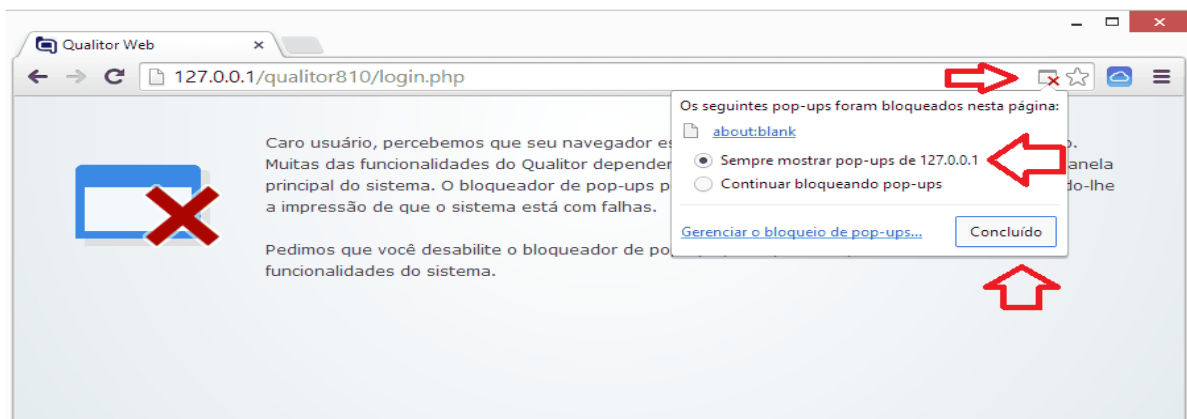 Qualitor Web
127.0.0.1/qualitor810/login.php
Os seguintes pop-ups foram bloqueados nesta página:
about:blank
Sempre mostrar pop-ups de 127.0.0.1
Continuar bloqueando pop-ups
Gerenciar o bloqueio de pop-ups...
Concluído
Caro usuário, percebemos que seu navegador
Muitas das funcionalidades do Qualitor
principal do sistema. O bloqueador de pop-ups
a impressão de que o sistema está com falhas.
Pedimos que você desabilite o bloqueador de
funcionalidades do sistema.